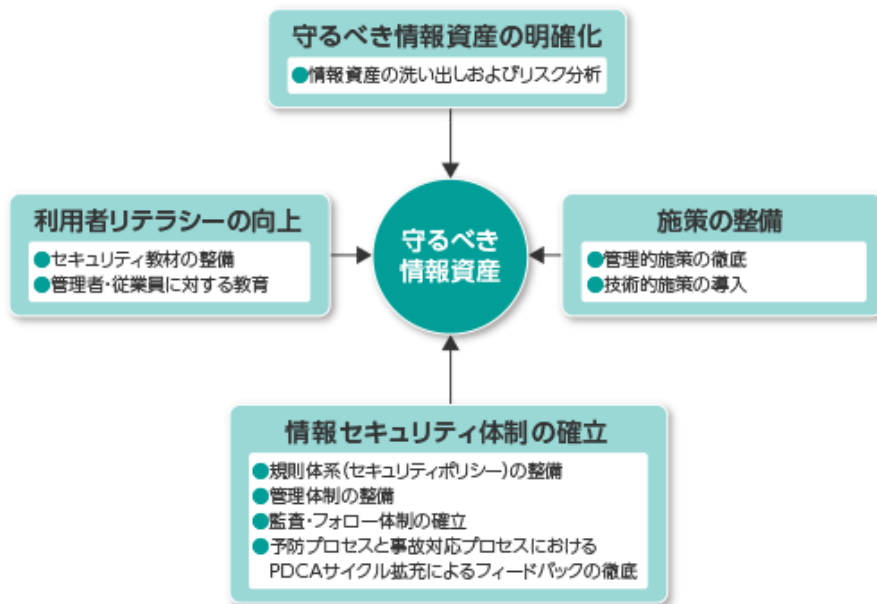 守るべき情報資産の明確化
●情報資産の洗い出しおよびリスク分析
利用者リテラシーの向上
●セキュリティ教材の整備
●管理者・従業員に対する教育
守るべき
情報資産
施策の整備
●管理的施策の徹底
●技術的施策の導入
情報セキュリティ体制の確立
●規則体系(セキュリティポリシー)の整備
●管理体制の整備
●監査・フォロー体制の確立
●予防プロセスと事故対応プロセスにおける
PDCAサイクル拡充によるフィードバックの徹底